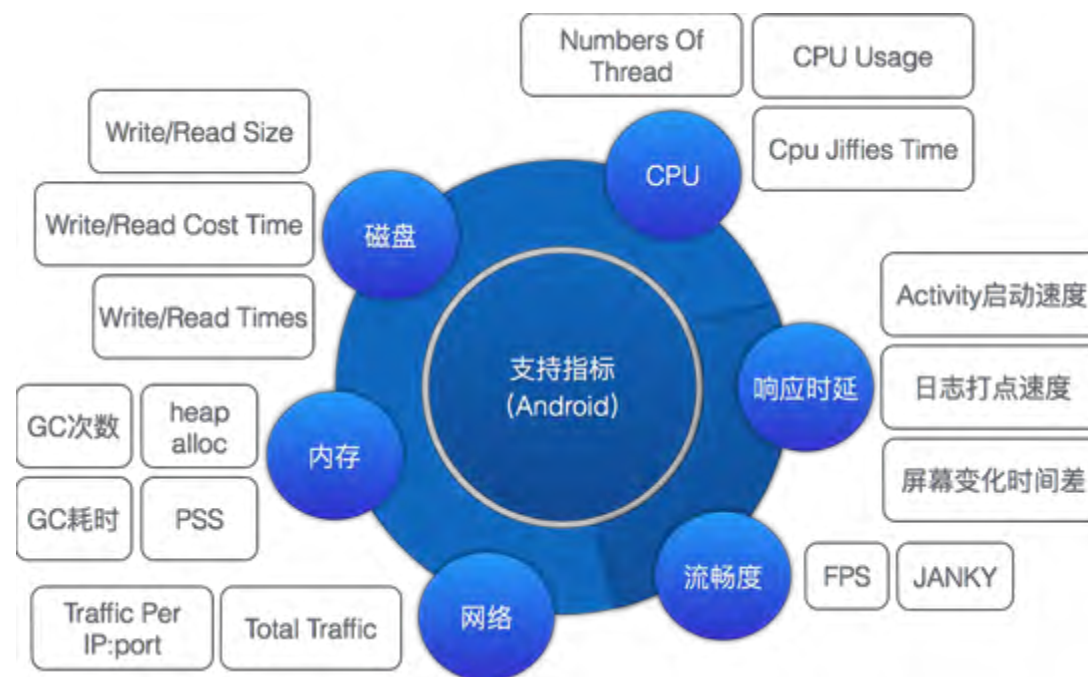 Numbers Of
Thread
CPU Usage
Cpu Jiffies Time
CPU
Write/Read Size
Write/Read Cost Time
Write/Read Times
磁盘
Activity启动速度
日志打点速度
屏幕变化时间差
响应时延
支持指标
(Android)
GC次数
heap
alloc
GC耗时
PSS
内存
流畅度
FPS
JANKY
Traffic Per
IP:port
Total Traffic
网络